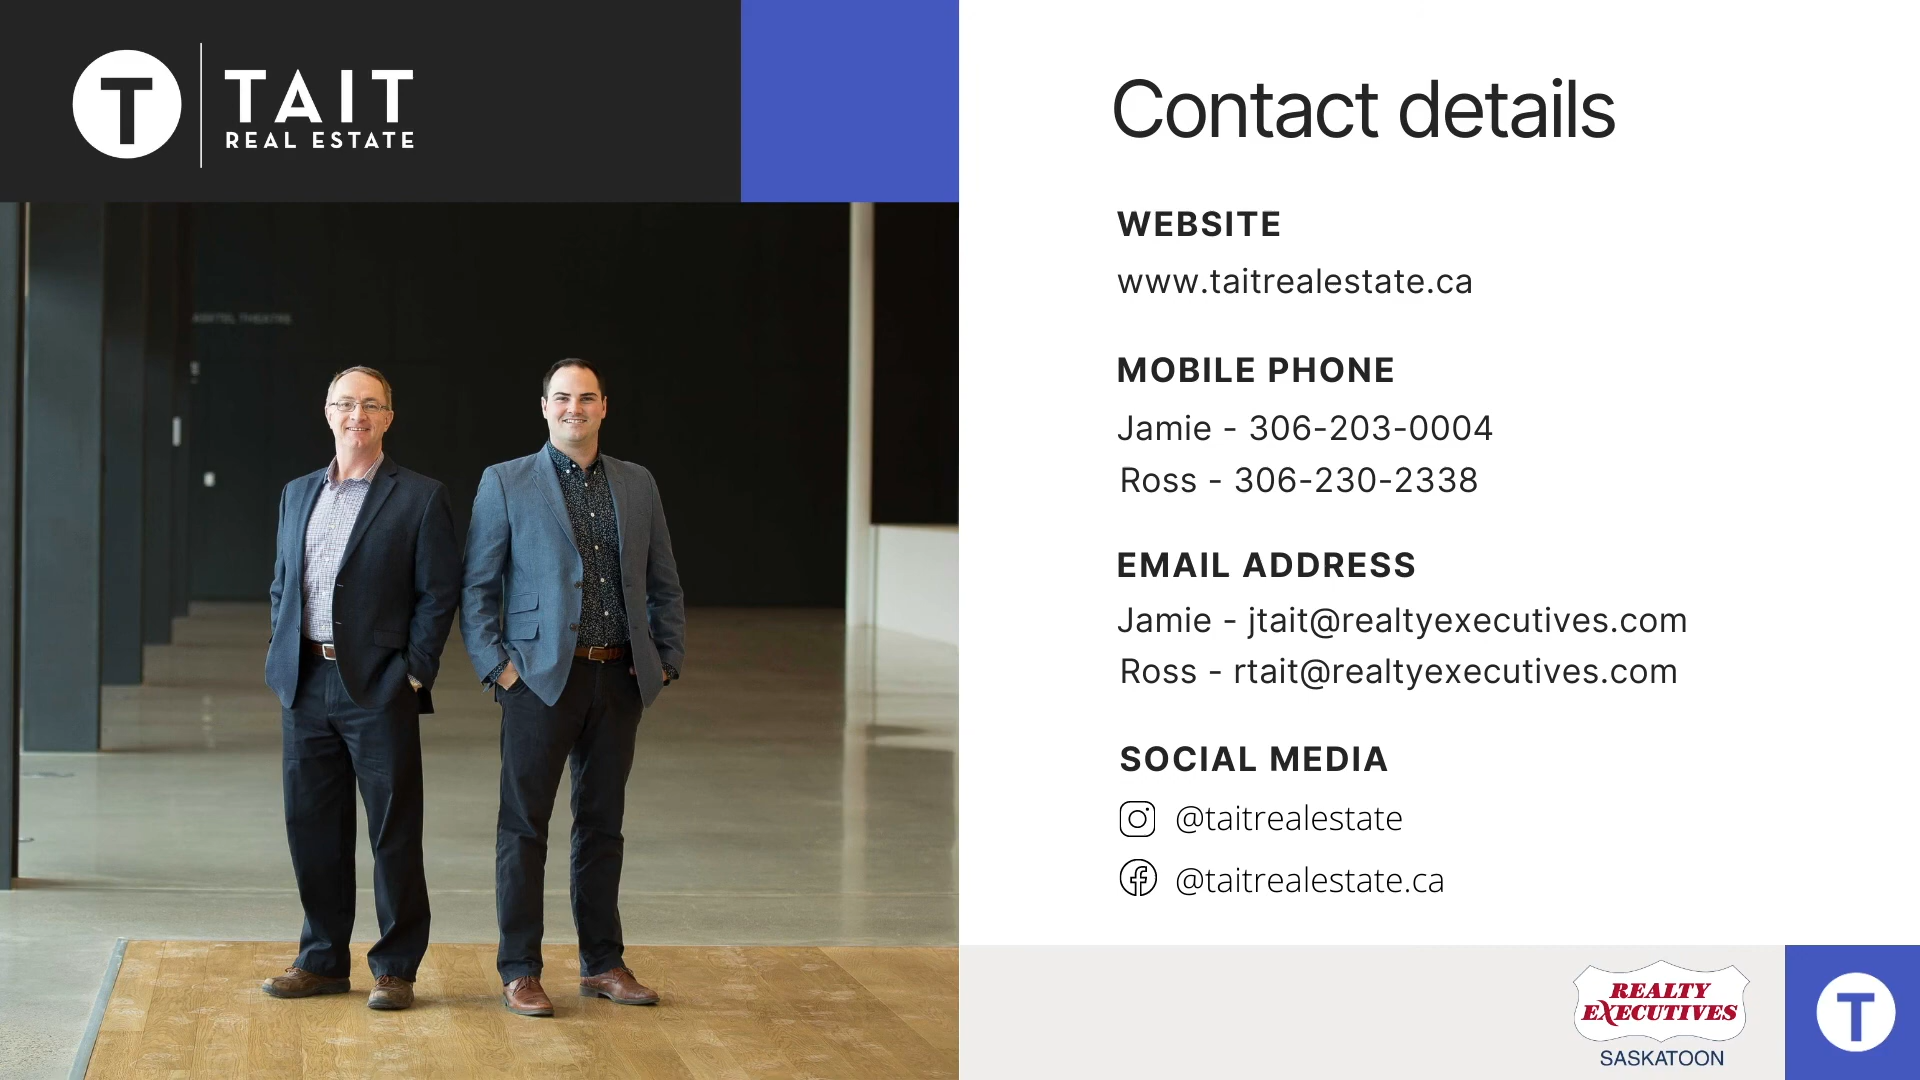 T
TAIT
REAL ESTATE
Contact details
WEBSITE
www.taitrealestate.ca
MOBILE PHONE
Jamie - 306-203-0004
Ross - 306-230-2338
EMAIL ADDRESS
Jamie - jtait@realtyexecutives.com
Ross - rtait@realtyexecutives.com
SOCIAL MEDIA
@taitrealestate
@taitrealestate.ca
REALTY
EXECUTIVES
SASKATOON
T